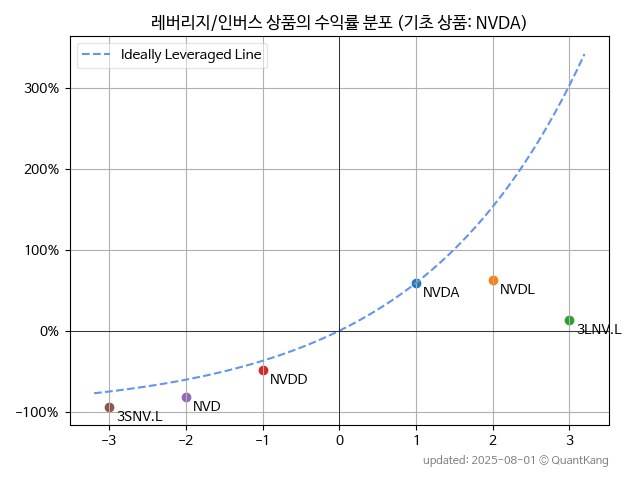 레버리지/인버스 상품의 수익률 분포 (기초 상품: NVDA)
Ideally Leveraged Line
300%
200%
100%
0%
−100%
NVDA
NVDL
3LNV.L
NVDD
NVD
3SNV.L
−3 −2 −1 0 1 2 3
updated: 2025-08-01 © QuantKang